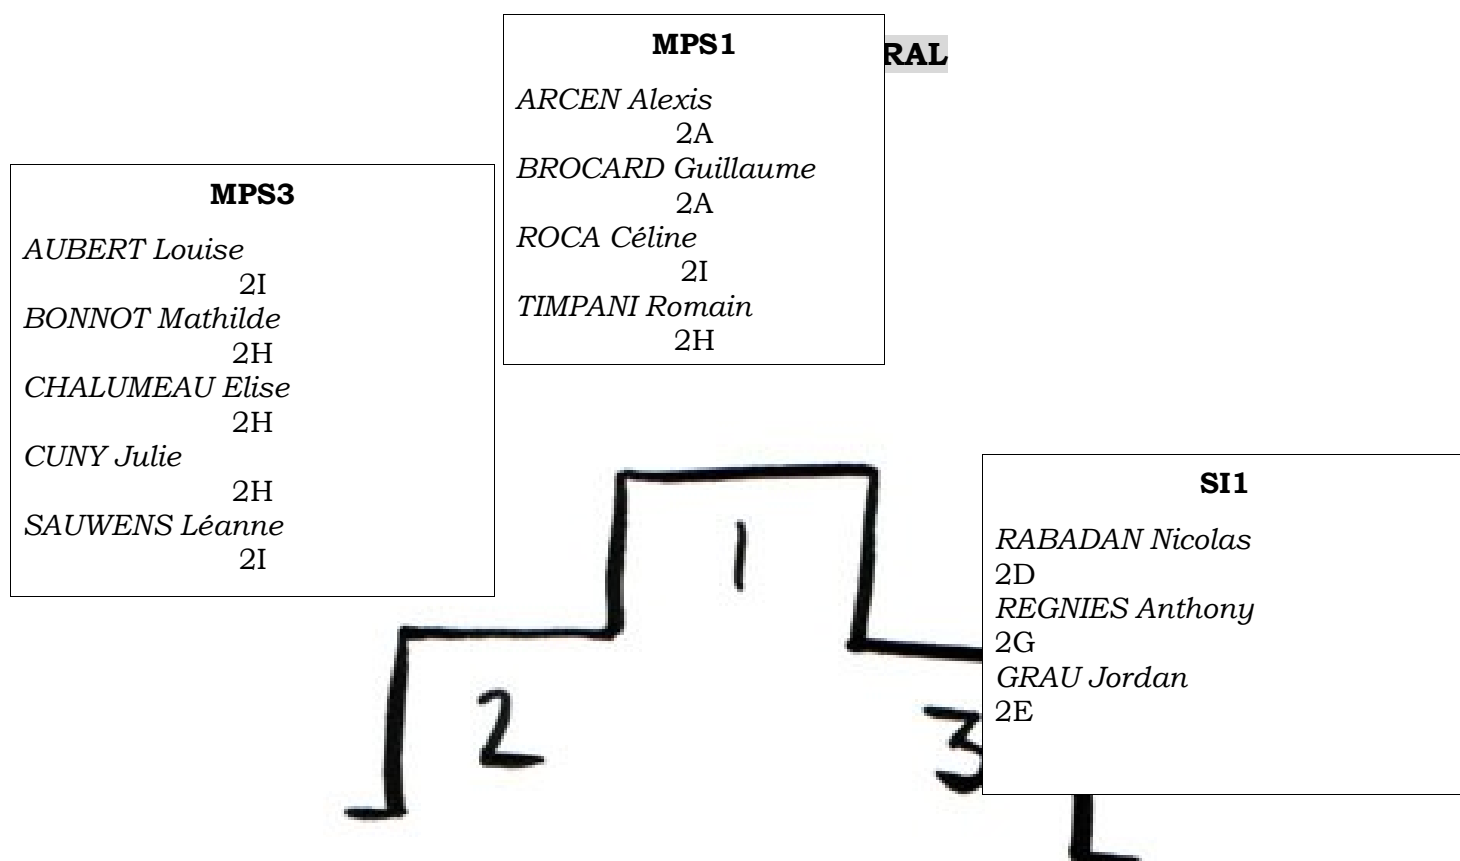 MPS1
RAL
ARCEN Alexis
2A
BROCARD Guillaume
2A
ROCA Céline
2I
TIMPANI Romain
2H
MPS3
AUBERT Louise
2I
BONNOT Mathilde
2H
CHALUMEAU Elise
2H
CUNY Julie
2H
SAUWENS Léanne
2I
SI1
RABADAN Nicolas
2D
REGNIES Anthony
2G
GRAU Jordan
2E
1
2
3